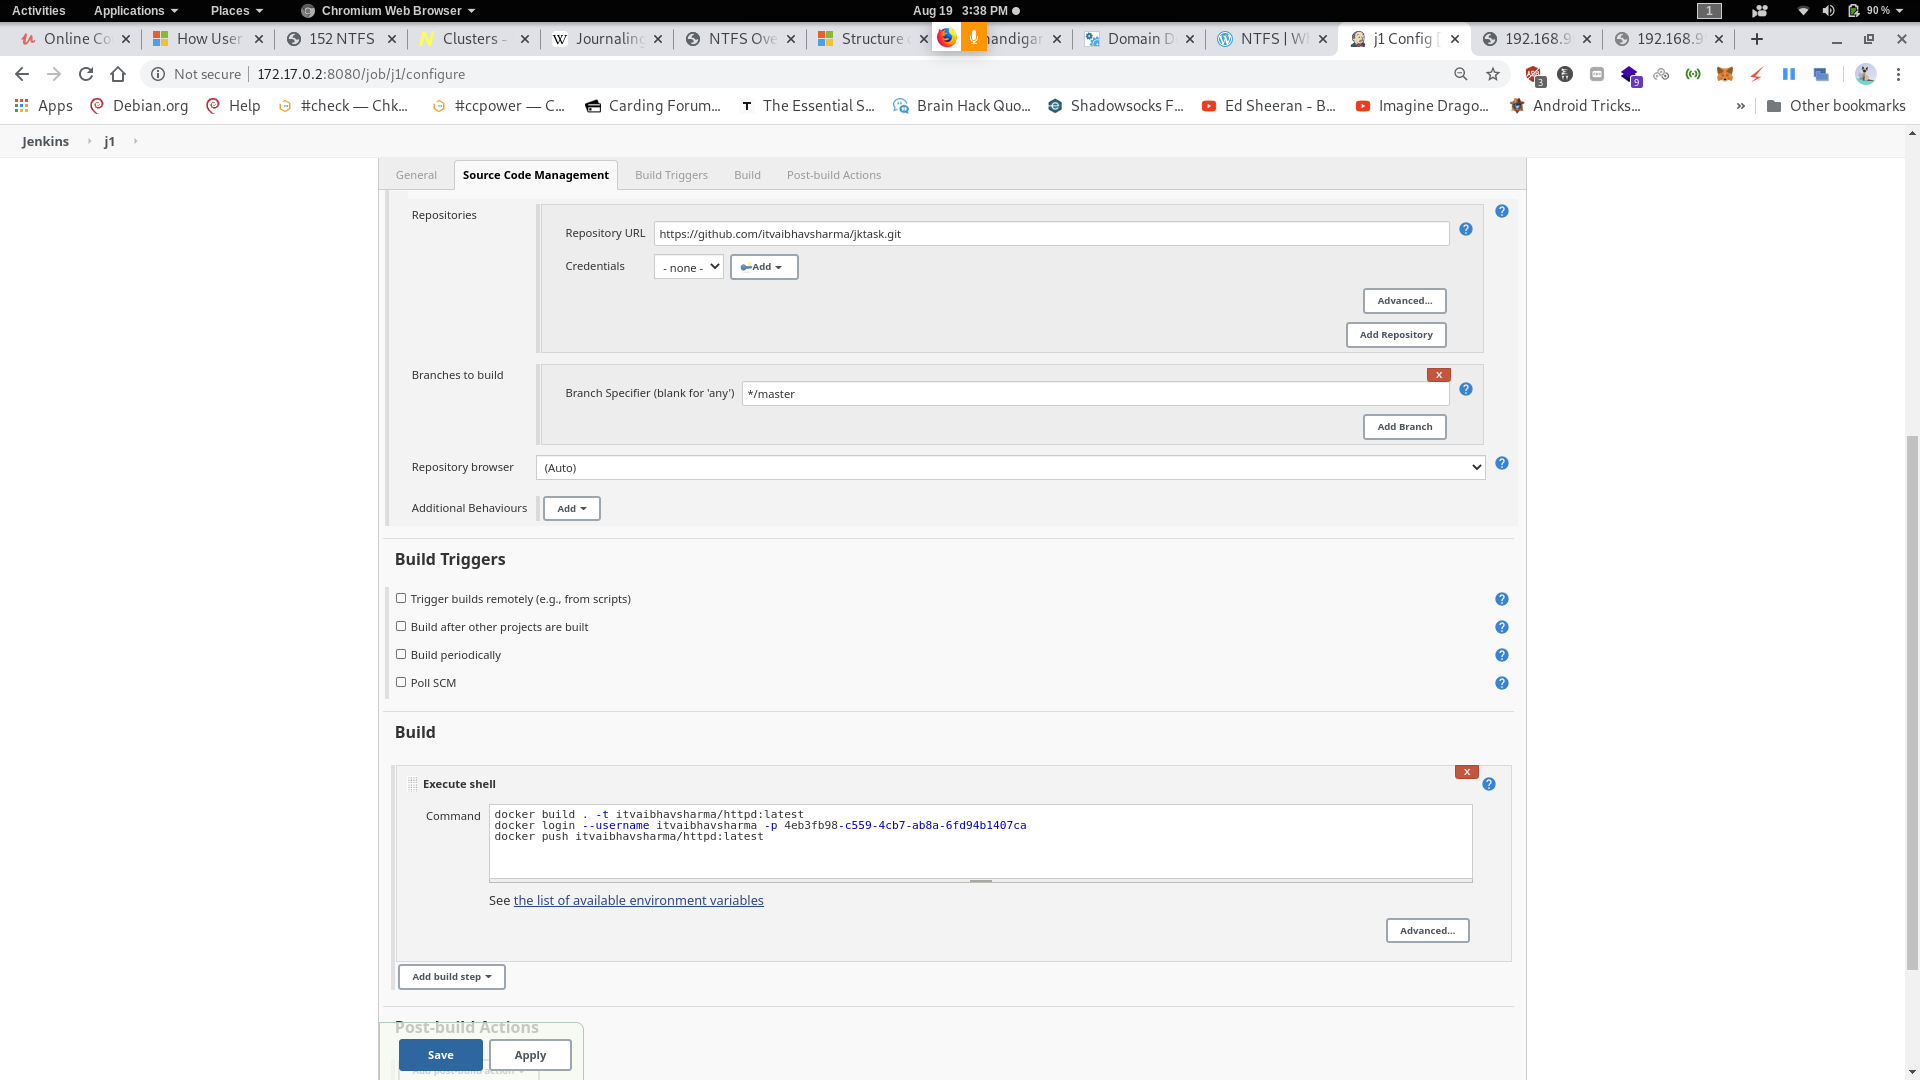 Activities Applications Places Chromium Web Browser Aug 19 3:38 PM 1 90 %
Online Co How User 152 NTFS Clusters - Journaling NTFS Ove Structure handigar Domain D NTFS | W j1 Config [ 192.168.9 192.168.9
Not secure 172.17.0.2:8080/job/j1/configure 3 9
Apps Debian.org Help #check — Chk... #ccpower — C... Carding Forum... The Essential S... Brain Hack Quo... Shadowsocks F... Ed Sheeran - B... Imagine Drago... Android Tricks... » Other bookmarks
Jenkins j1
General Source Code Management Build Triggers Build Post-build Actions
Repositories
Repository URL https://github.com/itvaibhavsharma/jktask.git
Credentials - none - Add
Advanced...
Add Repository
Branches to build
X
Branch Specifier (blank for 'any') */master
Add Branch
Repository browser (Auto)
Additional Behaviours Add
Build Triggers
Trigger builds remotely (e.g., from scripts)
Build after other projects are built
Build periodically
Poll SCM
Build
X
Execute shell
Command
docker build . -t itvaibhavsharma/httpd:latest
docker login --username itvaibhavsharma -p 4eb3fb98-c559-4cb7-ab8a-6fd94b1407ca
docker push itvaibhavsharma/httpd:latest
See the list of available environment variables
Advanced...
Add build step
Post-build Actions
Save Apply
Add post-build action